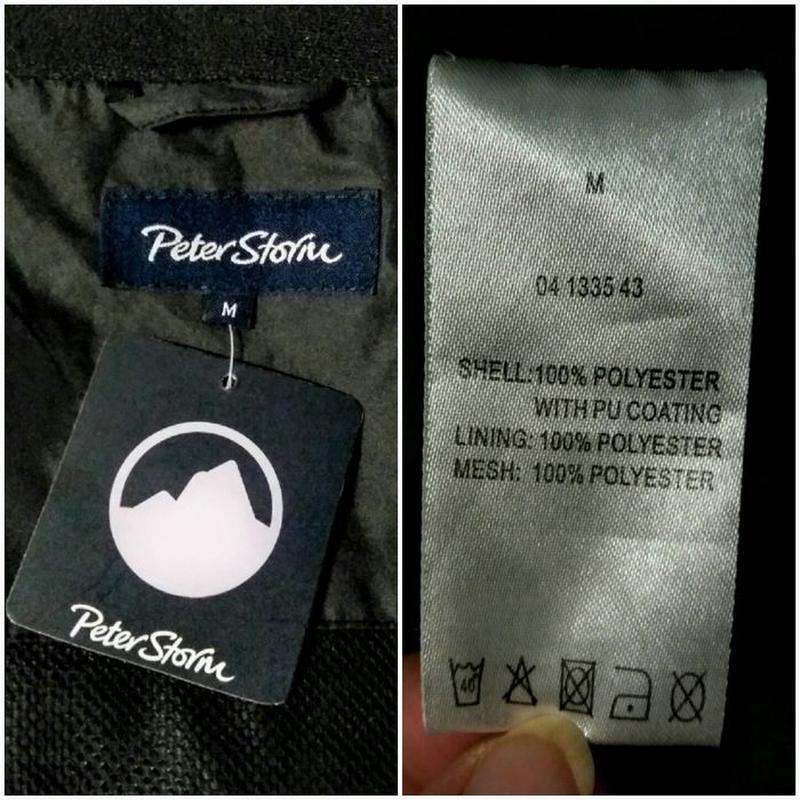 Peter Storm
M
Peter Storm
M
04 1335 43
SHELL:100% POLYESTER
WITH PU COATING
LINING: 100% POLYESTER
MESH: 100% POLYESTER
40